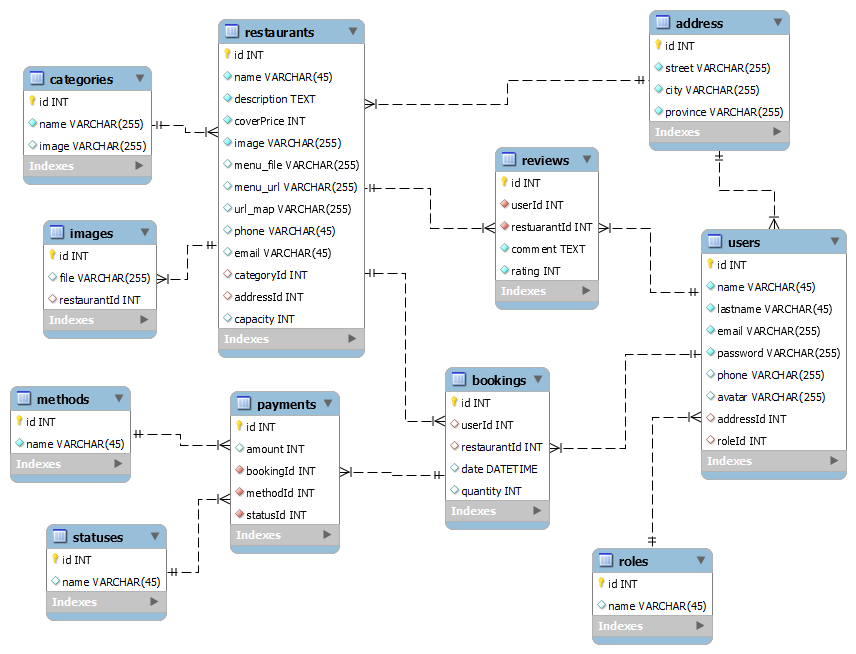 categories
id INT
name VARCHAR(255)
image VARCHAR(255)
Indexes
restaurants
id INT
name VARCHAR(45)
description TEXT
coverPrice INT
image VARCHAR(255)
menu_file VARCHAR(255)
menu_url VARCHAR(255)
url_map VARCHAR(255)
phone VARCHAR(45)
email VARCHAR(45)
categoryId INT
addressId INT
capacity INT
Indexes
address
id INT
street VARCHAR(255)
city VARCHAR(255)
province VARCHAR(255)
Indexes
reviews
id INT
userId INT
restuarantId INT
comment TEXT
rating INT
Indexes
images
id INT
file VARCHAR(255)
restaurantId INT
Indexes
users
id INT
name VARCHAR(45)
lastname VARCHAR(45)
email VARCHAR(255)
password VARCHAR(255)
phone VARCHAR(255)
avatar VARCHAR(255)
addressId INT
roleId INT
Indexes
methods
id INT
name VARCHAR(45)
Indexes
payments
id INT
amount INT
bookingId INT
methodId INT
statusId INT
Indexes
bookings
id INT
userId INT
restaurantId INT
date DATETIME
quantity INT
Indexes
statuses
id INT
name VARCHAR(45)
Indexes
roles
id INT
name VARCHAR(45)
Indexes